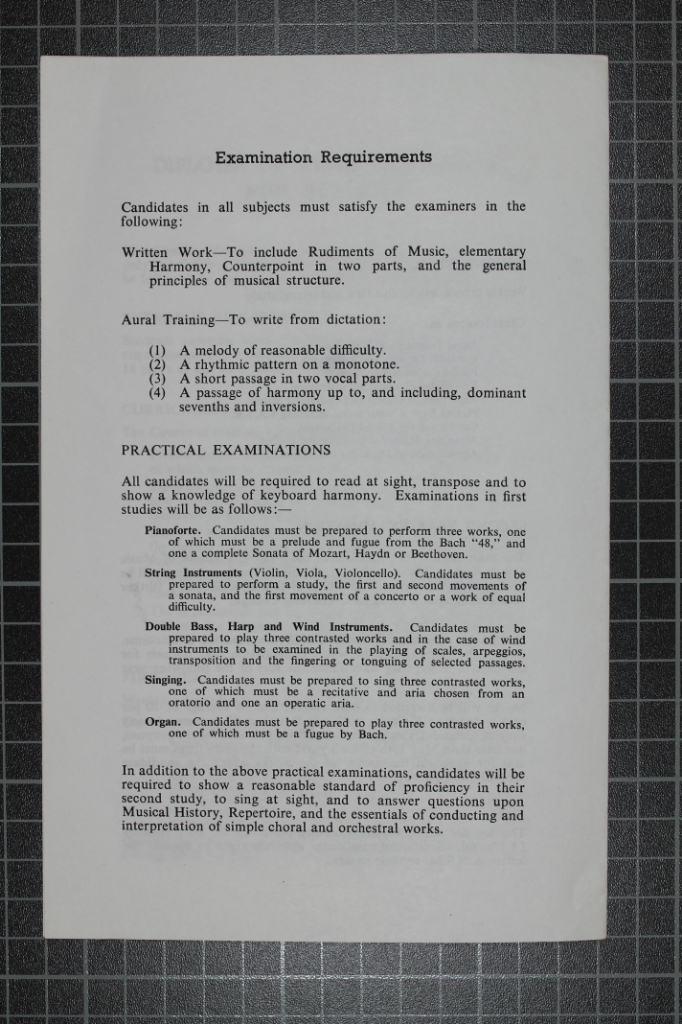 Examination Requirements
Candidates in all subjects must satisfy the examiners in the
following:
Written Work—To include Rudiments of Music, elementary
Harmony, Counterpoint in two parts, and the general
principles of musical structure.
Aural Training—To write from dictation:
(1) A melody of reasonable difficulty.
(2) A rhythmic pattern on a monotone.
(3) A short passage in two vocal parts.
(4) A passage of harmony up to, and including, dominant
sevenths and inversions.
PRACTICAL EXAMINATIONS
All candidates will be required to read at sight, transpose and to
show a knowledge of keyboard harmony. Examinations in first
studies will be as follows:—
Pianoforte. Candidates must be prepared to perform three works, one
of which must be a prelude and fugue from the Bach "48," and
one a complete Sonata of Mozart, Haydn or Beethoven.
String Instruments (Violin, Viola, Violoncello). Candidates must be
prepared to perform a study, the first and second movements of
a sonata, and the first movement of a concerto or a work of equal
difficulty.
Double Bass, Harp and Wind Instruments. Candidates must be
prepared to play three contrasted works and in the case of wind
instruments to be examined in the playing of scales, arpeggios,
transposition and the fingering or tonguing of selected passages.
Singing. Candidates must be prepared to sing three contrasted works,
one of which must be a recitative and aria chosen from an
oratorio and one an operatic aria.
Organ. Candidates must be prepared to play three contrasted works,
one of which must be a fugue by Bach.
In addition to the above practical examinations, candidates will be
required to show a reasonable standard of proficiency in their
second study, to sing at sight, and to answer questions upon
Musical History, Repertoire, and the essentials of conducting and
interpretation of simple choral and orchestral works.